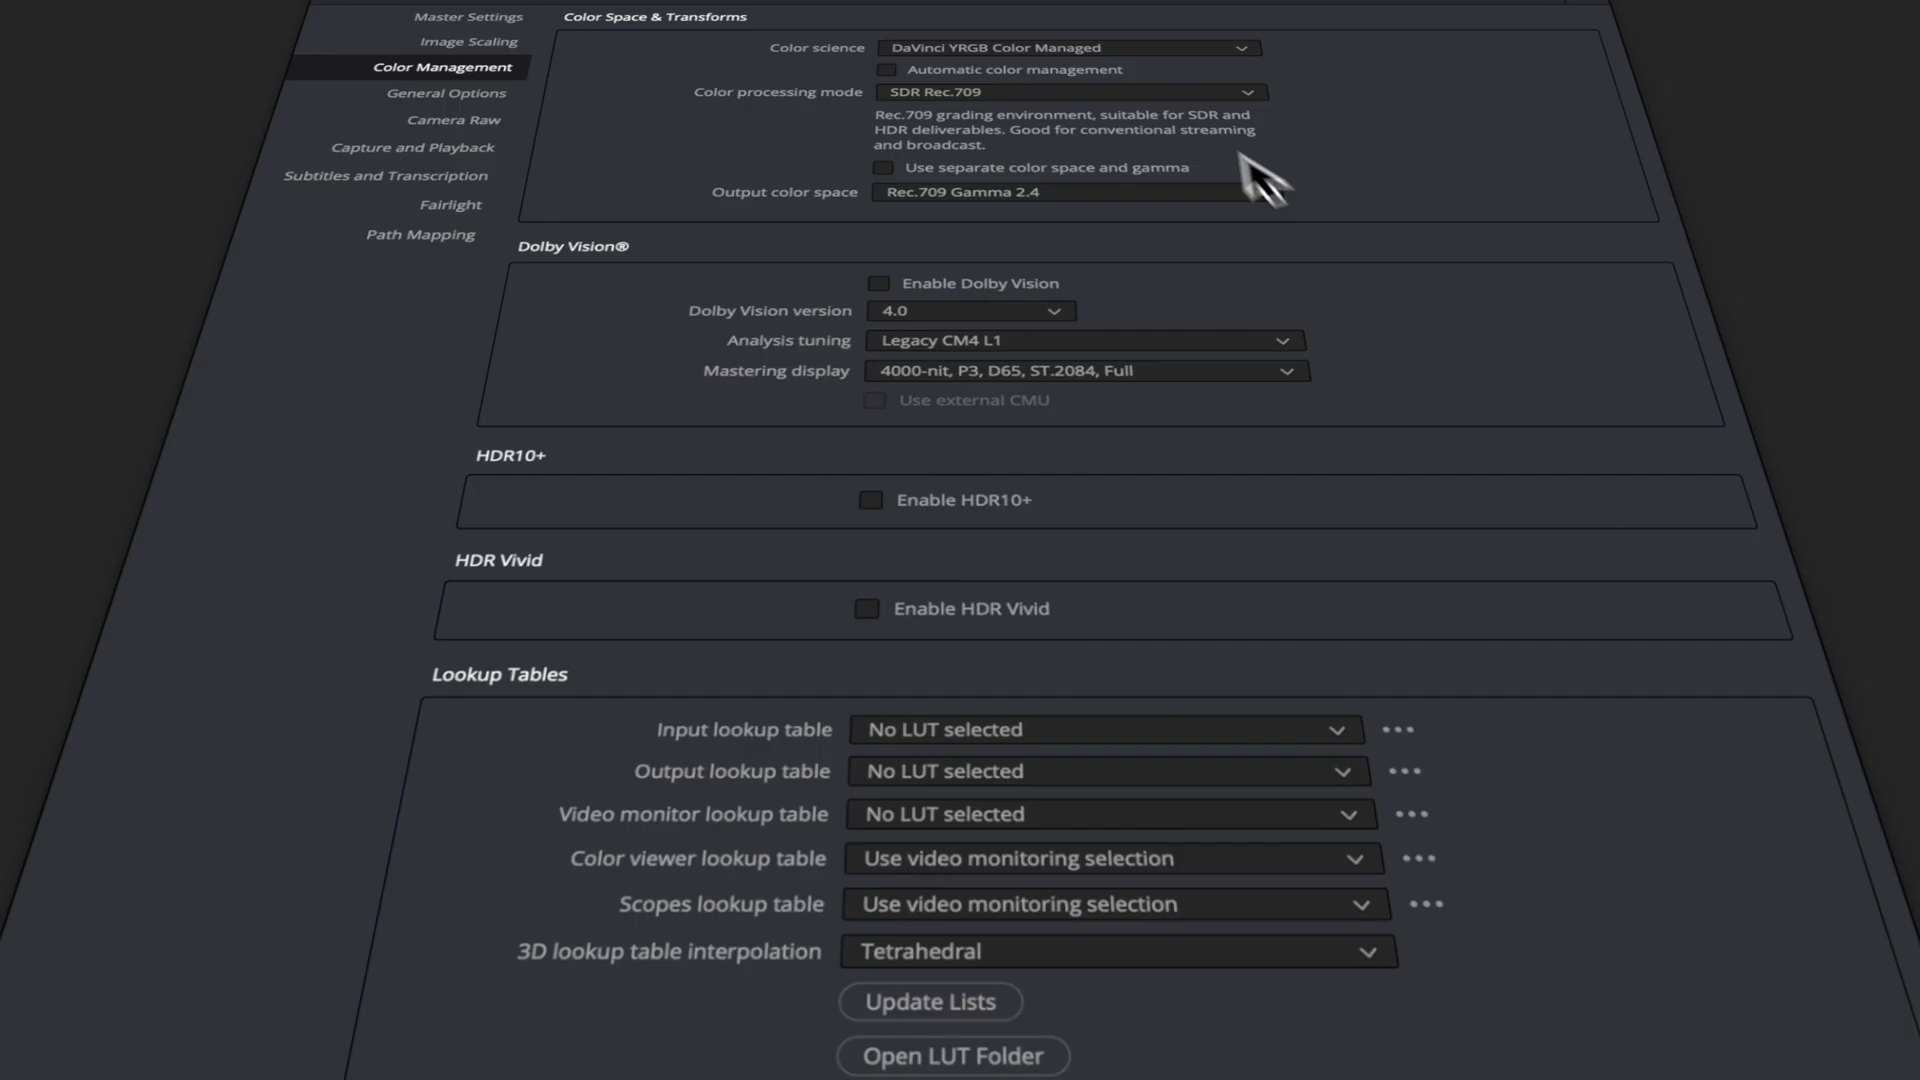 Master Settings
Image Scaling
Color Management
General Options
Camera Raw
Capture and Playback
Subtitles and Transcription
Fairlight
Path Mapping
Color Space & Transforms
Color science DaVinci YRGB Color Managed
Automatic color management
Color processing mode SDR Rec.709
Rec.709 grading environment, suitable for SDR and
HDR deliverables. Good for conventional streaming
and broadcast.
Use separate color space and gamma
Output color space Rec.709 Gamma 2.4
Dolby Vision®
Enable Dolby Vision
Dolby Vision version 4.0
Analysis tuning Legacy CM4 L1
Mastering display 4000-nit, P3, D65, ST.2084, Full
Use external CMU
HDR10+
Enable HDR10+
HDR Vivid
Enable HDR Vivid
Lookup Tables
Input lookup table No LUT selected
Output lookup table No LUT selected
Video monitor lookup table No LUT selected
Color viewer lookup table Use video monitoring selection
Scopes lookup table Use video monitoring selection
3D lookup table interpolation Tetrahedral
Update Lists
Open LUT Folder